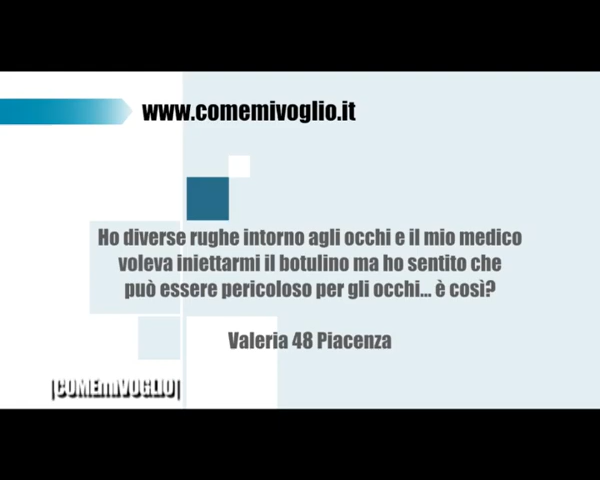 www.comemivoglio.it
Ho diverse rughe intorno agli occhi e il mio medico
voleva iniettarmi il botulino ma ho sentito che
può essere pericoloso per gli occhi... è così?
Valeria 48 Piacenza
|COMEmiVOGLIO|